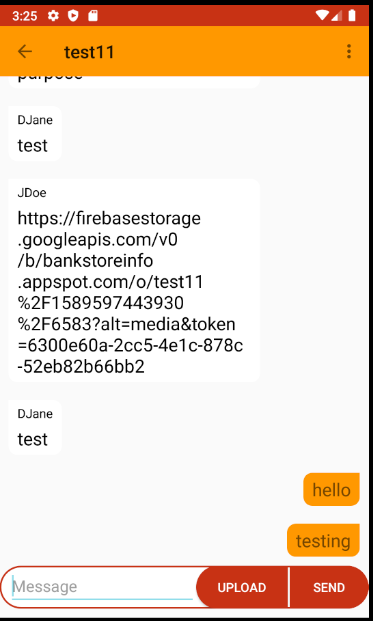 3:25
test11
purpose
DJane
test
JDoe
https://firebasestorage
.googleapis.com/v0
/b/bankstoreinfo
.appspot.com/o/test11
%2F1589597443930
%2F6583?alt=media&token
=6300e60a-2cc5-4e1c-878c
-52eb82b66bb2
DJane
test
hello
testing
Message UPLOAD SEND